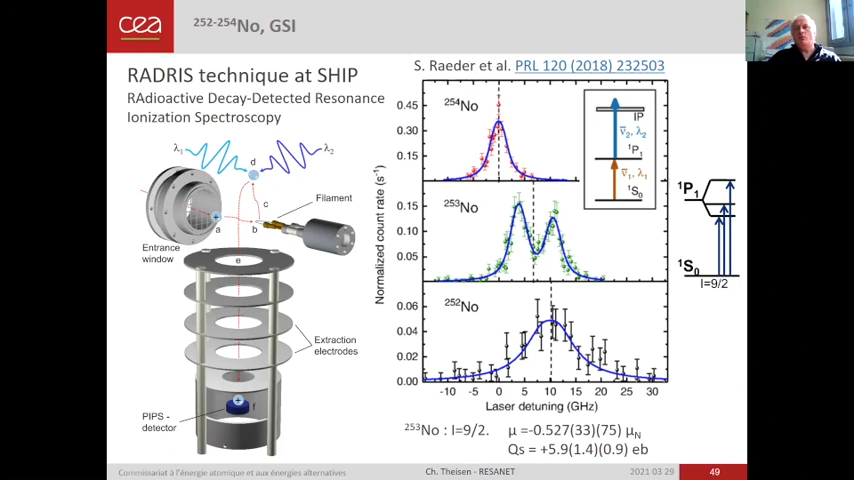 cea
252-254No, GSI
RADRIS technique at SHIP
RAdioactive Decay-Detected Resonance
Ionization Spectroscopy
λ1
λ2
d
c
Filament
a
b
Entrance
window
e
Extraction
electrodes
PIPS -
detector
f
S. Raeder et al. PRL 120 (2018) 232503
Normalized count rate (s-1)
0.45
0.30
0.15
254No
IP
ν̄2, λ2
1P1
ν̄1, λ1
1S0
0.15
0.10
0.05
253No
0.06
0.04
0.02
0.00
252No
-10 -5 0 5 10 15 20 25 30
Laser detuning (GHz)
1P1
1S0
I=9/2
253No : I=9/2. μ =-0.527(33)(75) μN
Qs = +5.9(1.4)(0.9) eb
Commissariat à l'énergie atomique et aux énergies alternatives
Ch. Theisen - RESANET
2021 03 29
49